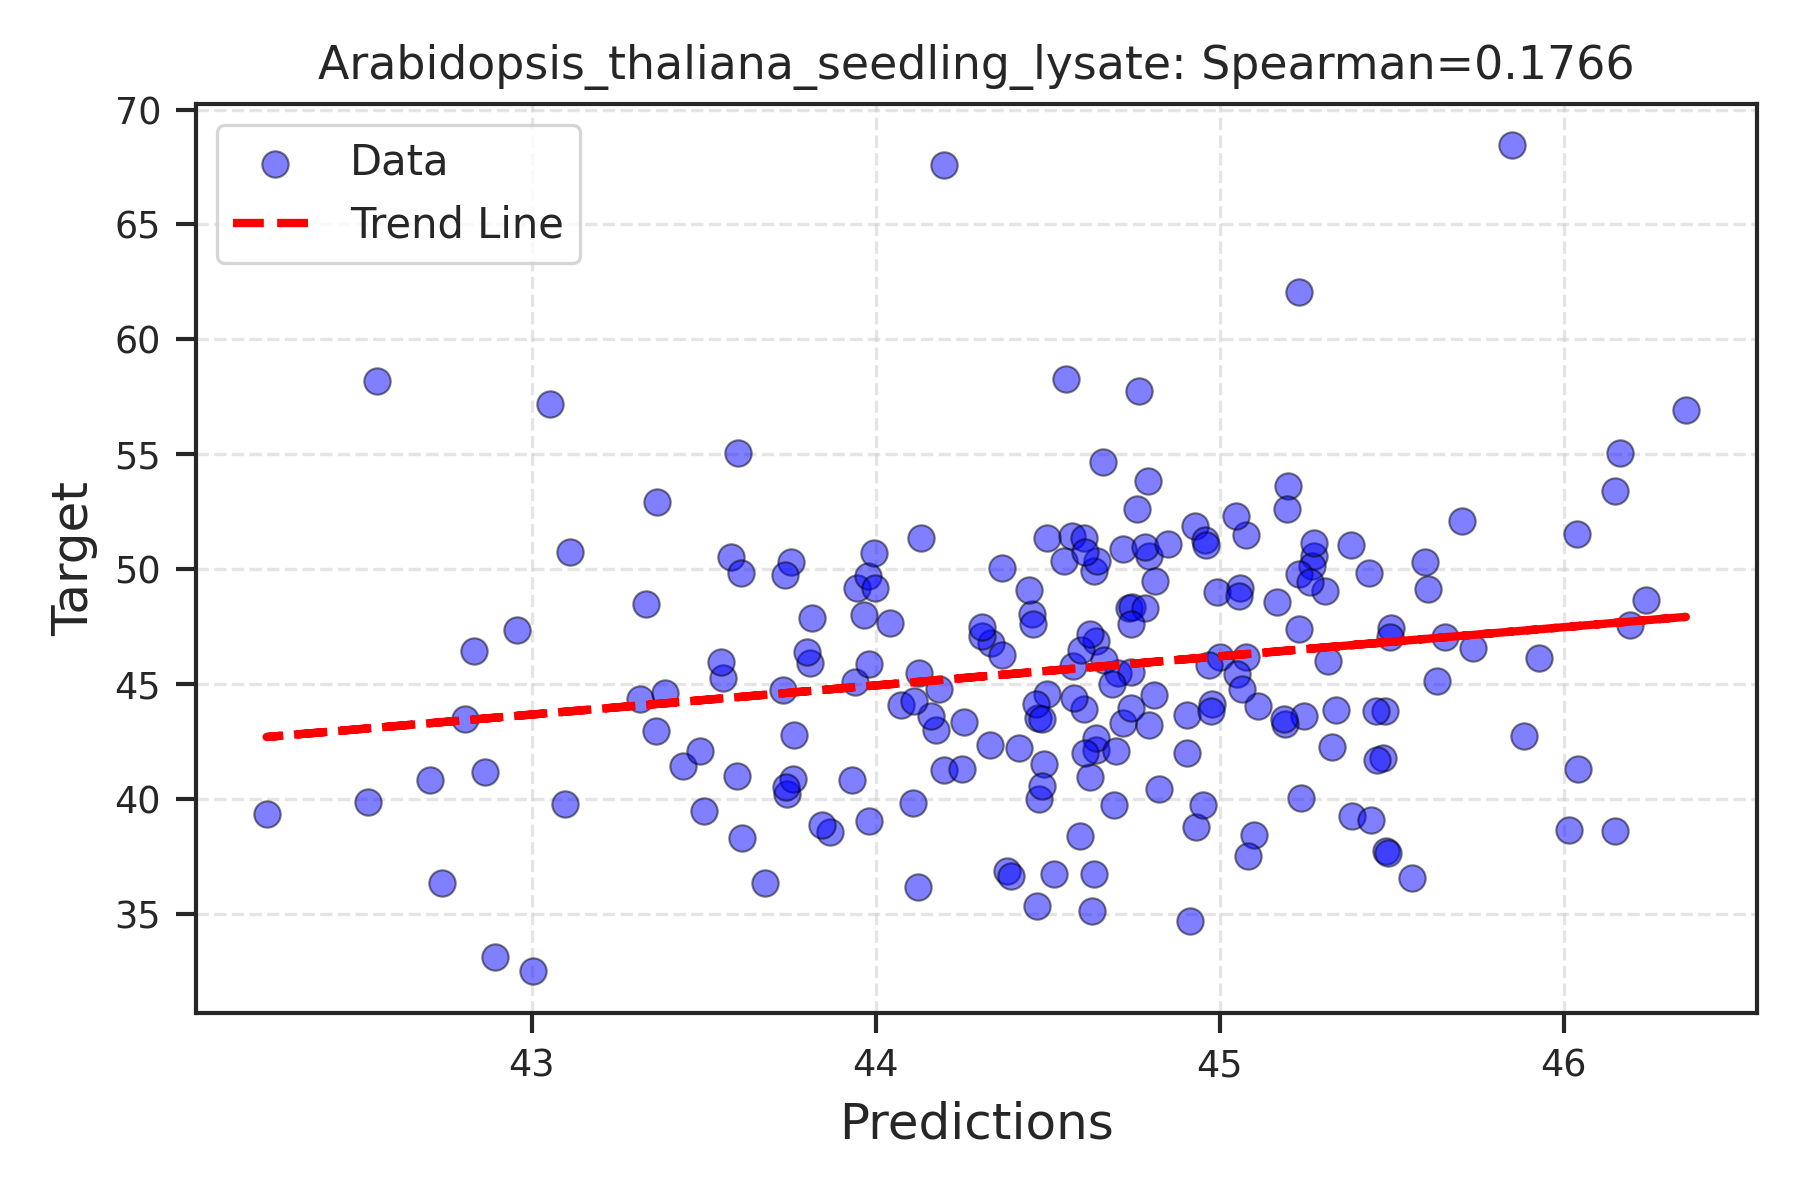 Arabidopsis_thaliana_seedling_lysate: Spearman=0.1766
Data
Trend Line
70
65
60
55
50
45
40
35
Target
43 44 45 46
Predictions